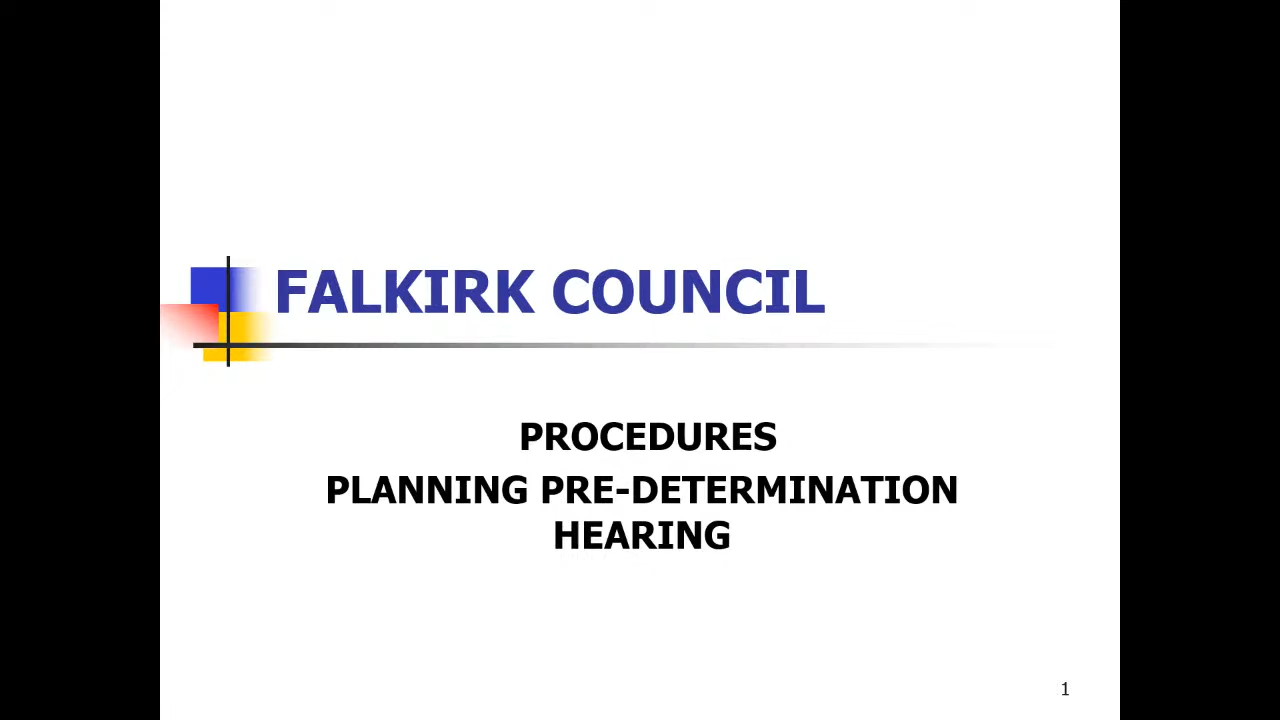 FALKIRK COUNCIL
PROCEDURES
PLANNING PRE-DETERMINATION
HEARING
1